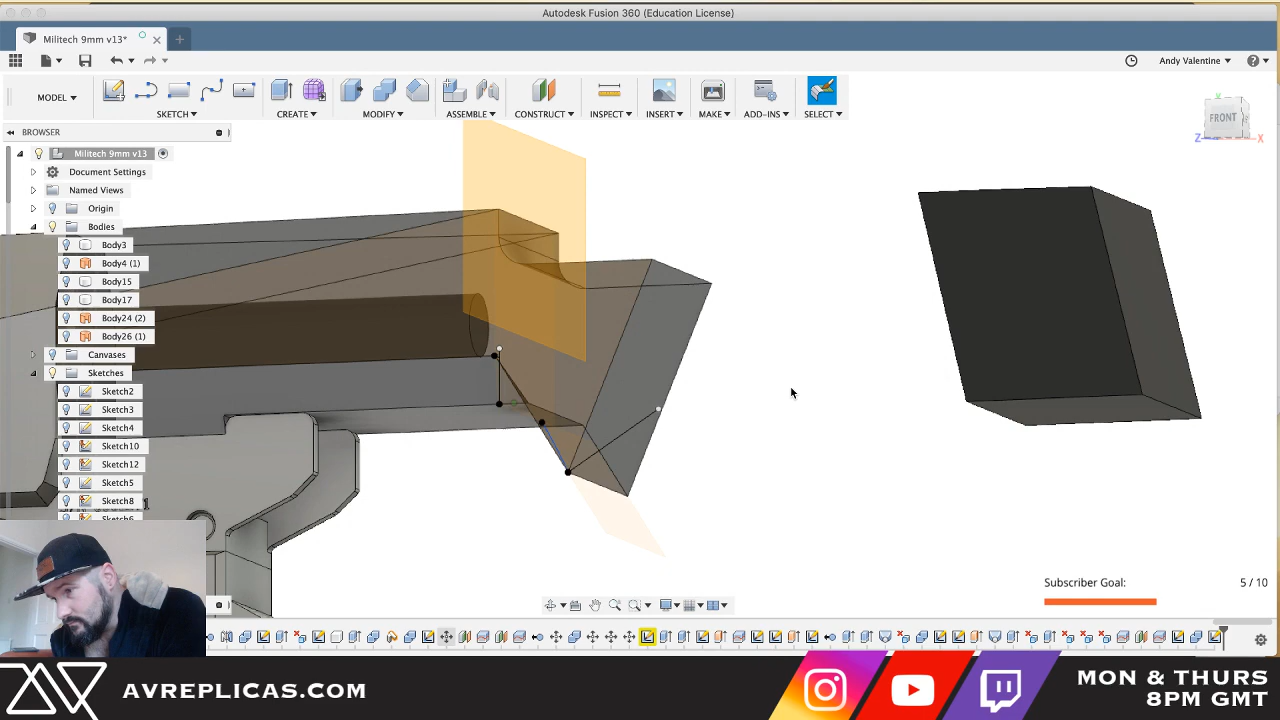 Autodesk Fusion 360 (Education License)
Militech 9mm v13*
Andy Valentine
MODEL
SKETCH
CREATE
MODIFY
ASSEMBLE
CONSTRUCT
INSPECT
INSERT
MAKE
ADD-INS
SELECT
BROWSER
FRONT
Z
X
Militech 9mm v13
Document Settings
Named Views
Origin
Bodies
Body3
Body4 (1)
Body15
Body17
Body24 (2)
Body26 (1)
Canvases
Sketches
Sketch2
Sketch3
Sketch4
Sketch10
Sketch12
Sketch5
Sketch8
Sketch6
Subscriber Goal: 5 / 10
AVREPLICAS.COM
MON & THURS
8PM GMT